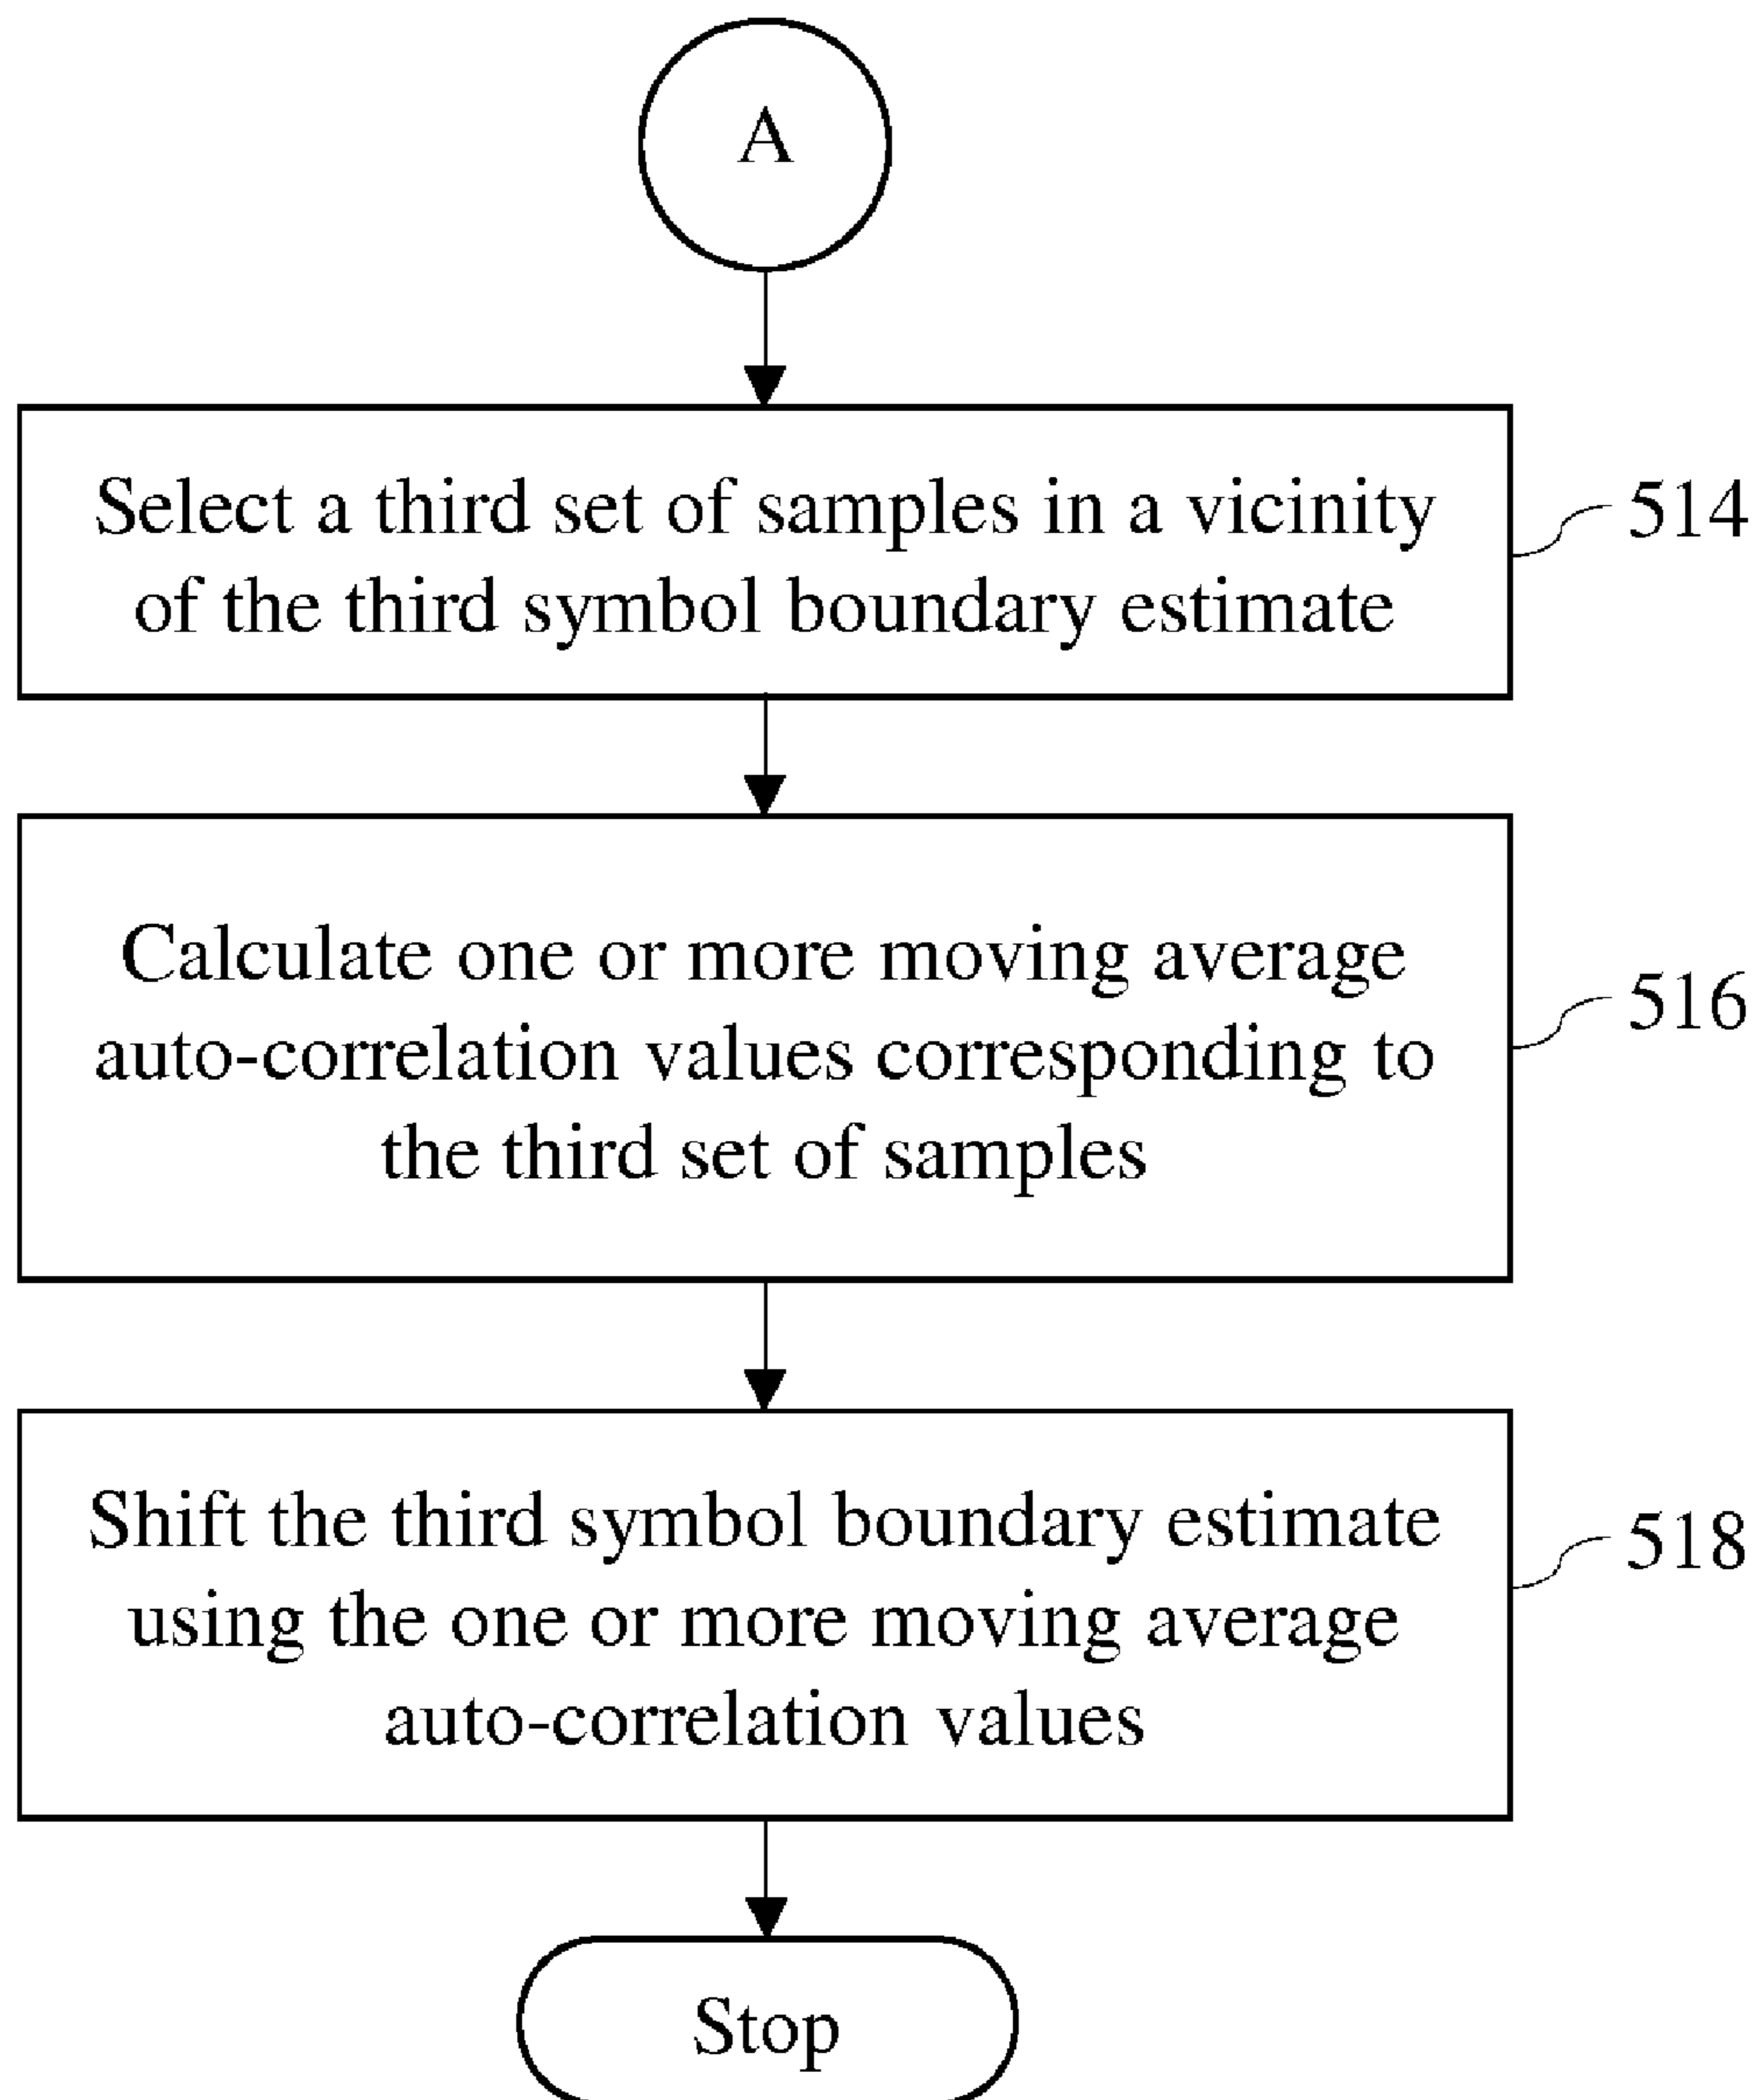 A
Select a third set of samples in a vicinity
of the third symbol boundary estimate
514
Calculate one or more moving average
auto-correlation values corresponding to
the third set of samples
516
Shift the third symbol boundary estimate
using the one or more moving average
auto-correlation values
518
Stop